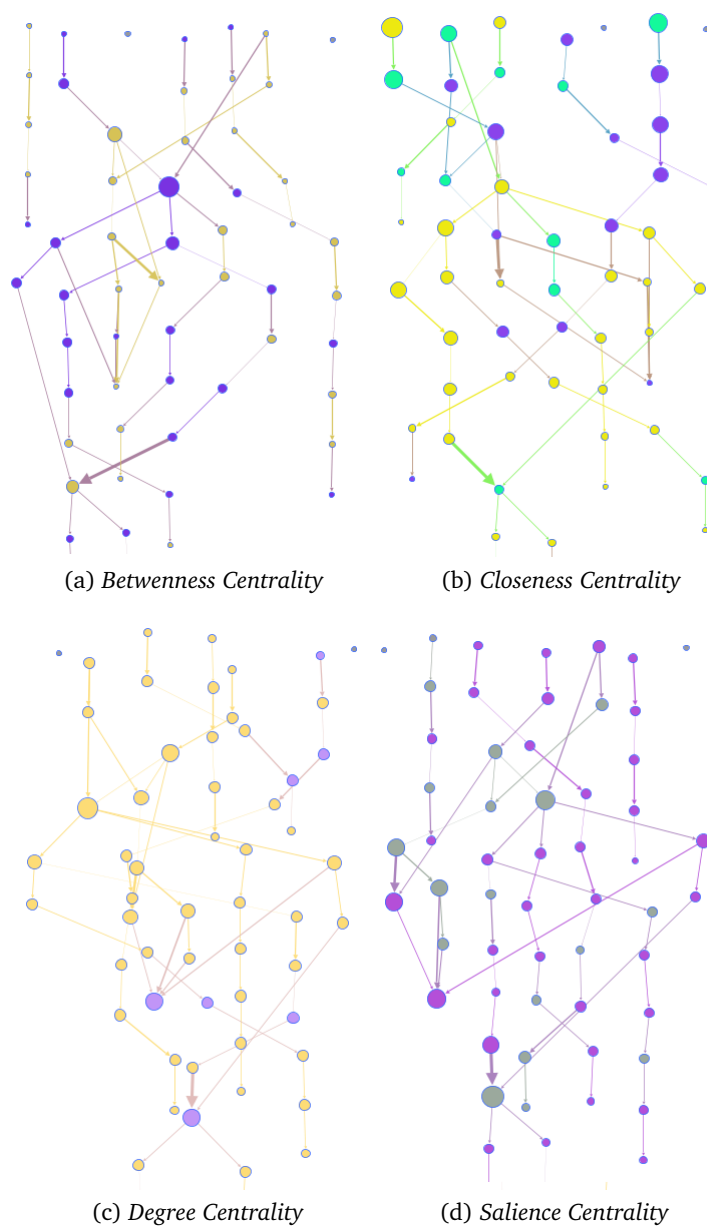 (a) Betwenness Centrality
(b) Closeness Centrality
(c) Degree Centrality
(d) Salience Centrality